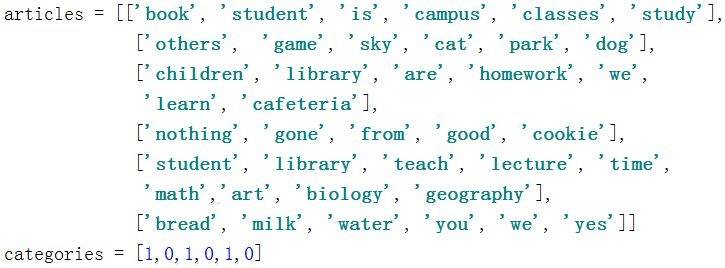 articles = [['book', 'student', 'is', 'campus', 'classes', 'study'],
['others', 'game', 'sky', 'cat', 'park', 'dog'],
['children', 'library', 'are', 'homework', 'we',
'learn', 'cafeteria'],
['nothing', 'gone', 'from', 'good', 'cookie'],
['student', 'library', 'teach', 'lecture', 'time',
'math','art', 'biology', 'geography'],
['bread', 'milk', 'water', 'you', 'we', 'yes']]
categories = [1,0,1,0,1,0]